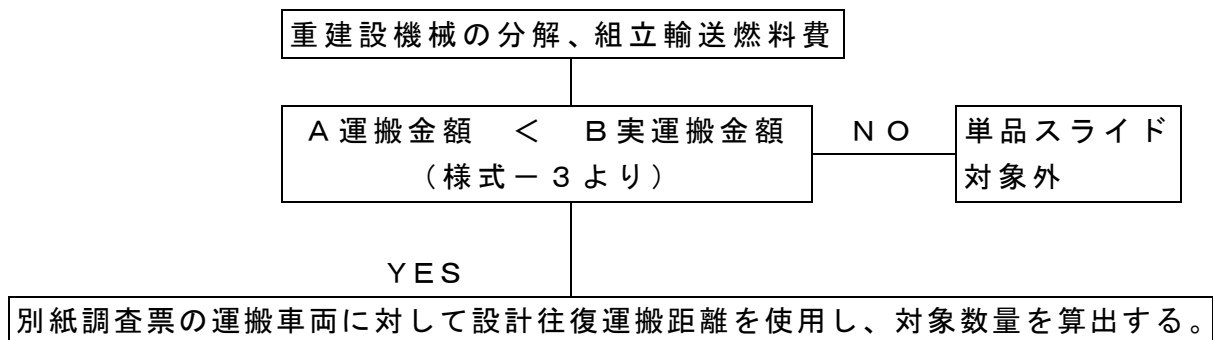 重建設機械の分解、組立輸送燃料費
A運搬金額 < B実運搬金額
(様式-3より)
NO
単品スライド
対象外
YES
別紙調査票の運搬車両に対して設計往復運搬距離を使用し、対象数量を算出する。